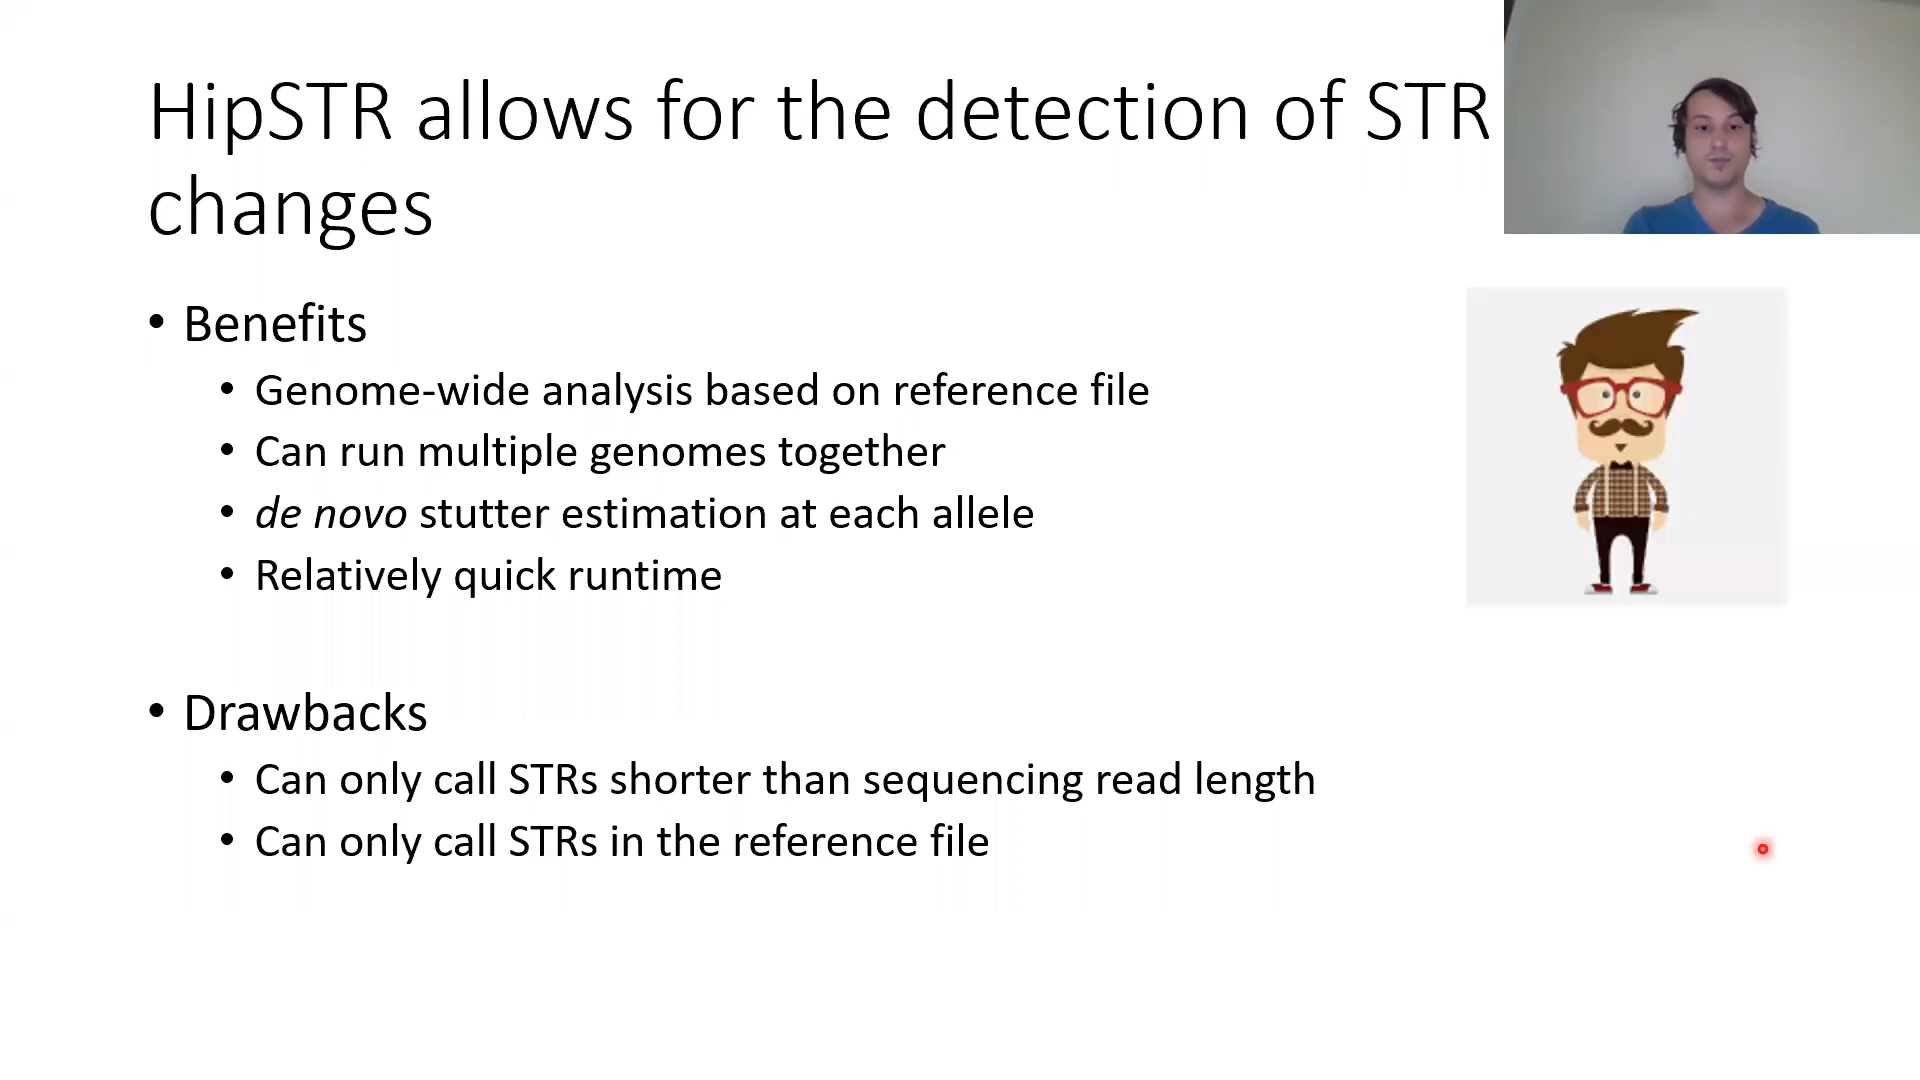 HipSTR allows for the detection of STR
changes
• Benefits
• Genome-wide analysis based on reference file
• Can run multiple genomes together
• de novo stutter estimation at each allele
• Relatively quick runtime
• Drawbacks
• Can only call STRs shorter than sequencing read length
• Can only call STRs in the reference file